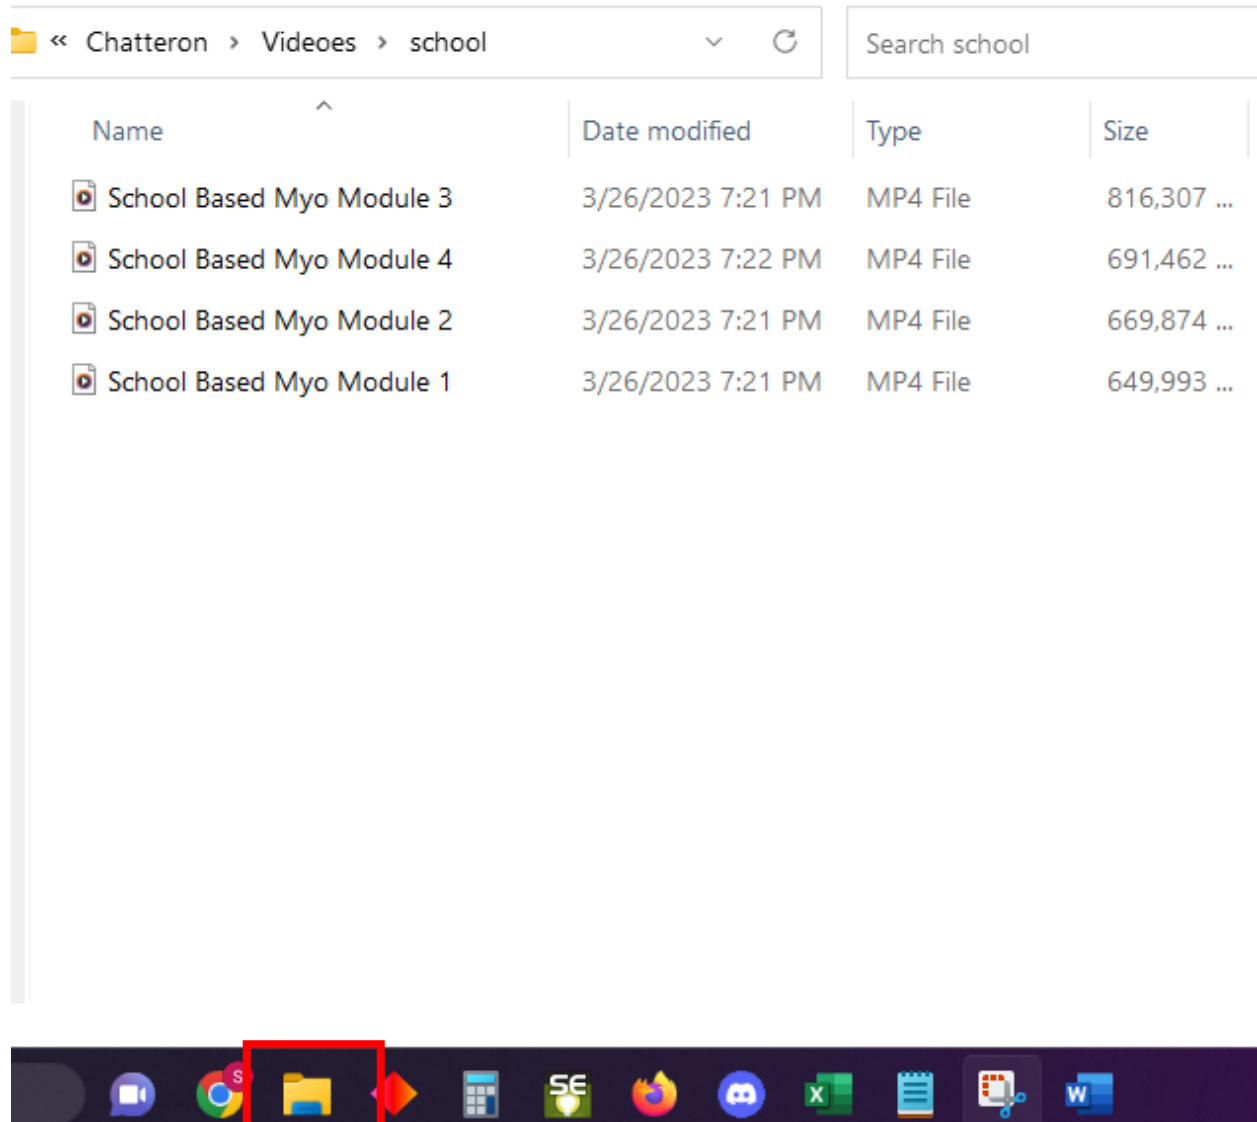 « Chatteron > Videoes > school
Search school
Name Date modified Type Size
School Based Myo Module 3 3/26/2023 7:21 PM MP4 File 816,307 ...
School Based Myo Module 4 3/26/2023 7:22 PM MP4 File 691,462 ...
School Based Myo Module 2 3/26/2023 7:21 PM MP4 File 669,874 ...
School Based Myo Module 1 3/26/2023 7:21 PM MP4 File 649,993 ...
S SE X W